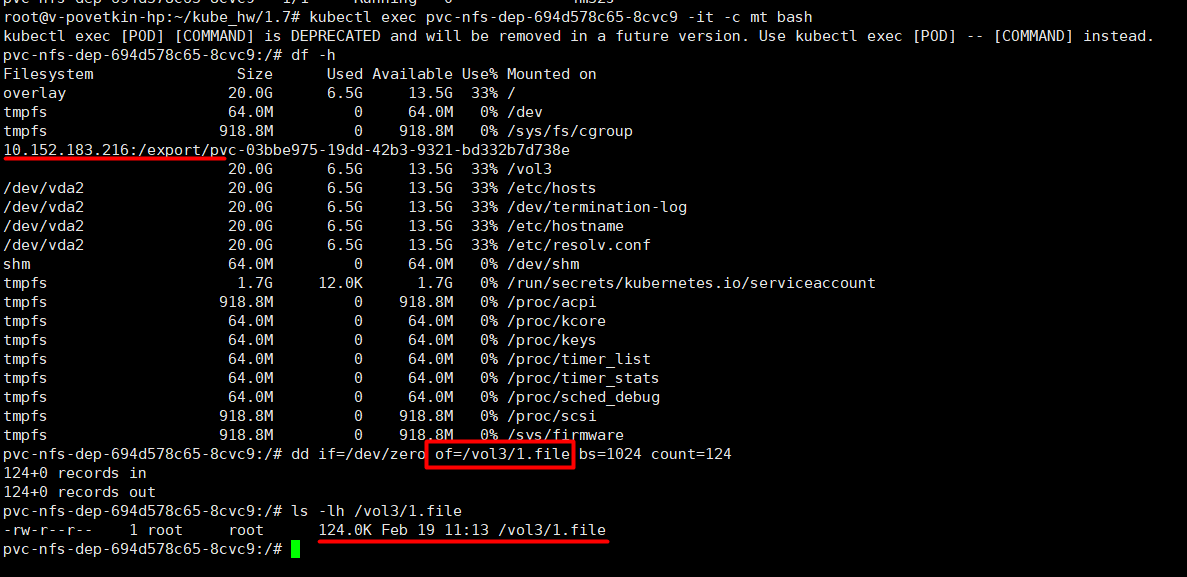 root@v-povetkin-hp:~/kube_hw/1.7# kubectl exec pvc-nfs-dep-694d578c65-8cvc9 -it -c mt bash
kubectl exec [POD] [COMMAND] is DEPRECATED and will be removed in a future version. Use kubectl exec [POD] -- [COMMAND] instead.
pvc-nfs-dep-694d578c65-8cvc9:/# df -h
Filesystem                Size      Used Available Use% Mounted on
overlay                  20.0G      6.5G     13.5G  33% /
tmpfs                    64.0M         0     64.0M   0% /dev
tmpfs                   918.8M         0    918.8M   0% /sys/fs/cgroup
10.152.183.216:/export/pvc-03bbe975-19dd-42b3-9321-bd332b7d738e
                         20.0G      6.5G     13.5G  33% /vol3
/dev/vda2                20.0G      6.5G     13.5G  33% /etc/hosts
/dev/vda2                20.0G      6.5G     13.5G  33% /dev/termination-log
/dev/vda2                20.0G      6.5G     13.5G  33% /etc/hostname
/dev/vda2                20.0G      6.5G     13.5G  33% /etc/resolv.conf
shm                      64.0M         0     64.0M   0% /dev/shm
tmpfs                     1.7G     12.0K      1.7G   0% /run/secrets/kubernetes.io/serviceaccount
tmpfs                   918.8M         0    918.8M   0% /proc/acpi
tmpfs                    64.0M         0     64.0M   0% /proc/kcore
tmpfs                    64.0M         0     64.0M   0% /proc/keys
tmpfs                    64.0M         0     64.0M   0% /proc/timer_list
tmpfs                    64.0M         0     64.0M   0% /proc/timer_stats
tmpfs                    64.0M         0     64.0M   0% /proc/sched_debug
tmpfs                   918.8M         0    918.8M   0% /proc/scsi
tmpfs                   918.8M         0    918.8M   0% /sys/firmware
pvc-nfs-dep-694d578c65-8cvc9:/# dd if=/dev/zero of=/vol3/1.file bs=1024 count=124
124+0 records in
124+0 records out
pvc-nfs-dep-694d578c65-8cvc9:/# ls -lh /vol3/1.file
-rw-r--r--    1 root     root      124.0K Feb 19 11:13 /vol3/1.file
pvc-nfs-dep-694d578c65-8cvc9:/#